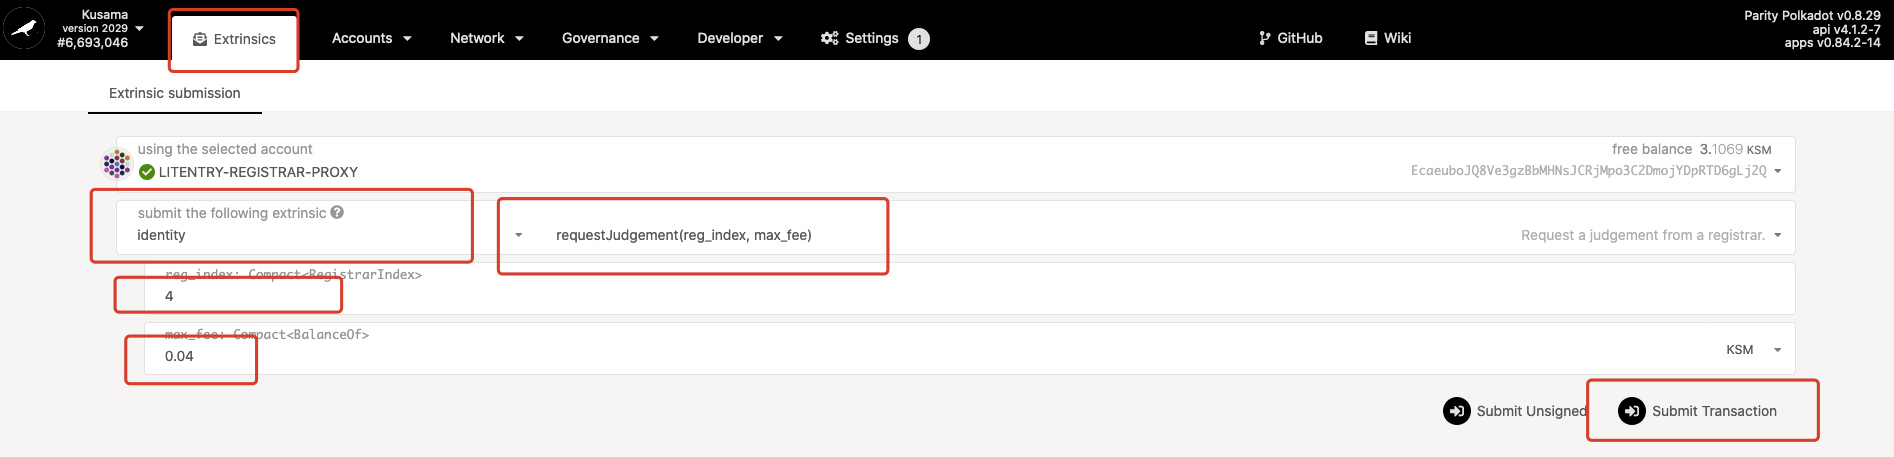 Kusama
version 2029
#6,693,046
Extrinsics
Accounts
Network
Governance
Developer
Settings 1
GitHub
Wiki
Parity Polkadot v0.8.29
api v4.1.2-7
apps v0.84.2-14
Extrinsic submission
using the selected account
LITENTRY-REGISTRAR-PROXY
free balance 3.1069 KSM
EcaeuboJQ8Ve3gzBbMHNsJCRjMpo3C2DmojYDpRTD6gLj2Q
submit the following extrinsic ?
identity
requestJudgement(reg_index, max_fee)
Request a judgement from a registrar.
reg_index: Compact<RegistrarIndex>
4
max_fee: Compact<BalanceOf>
0.04
KSM
Submit Unsigned
Submit Transaction